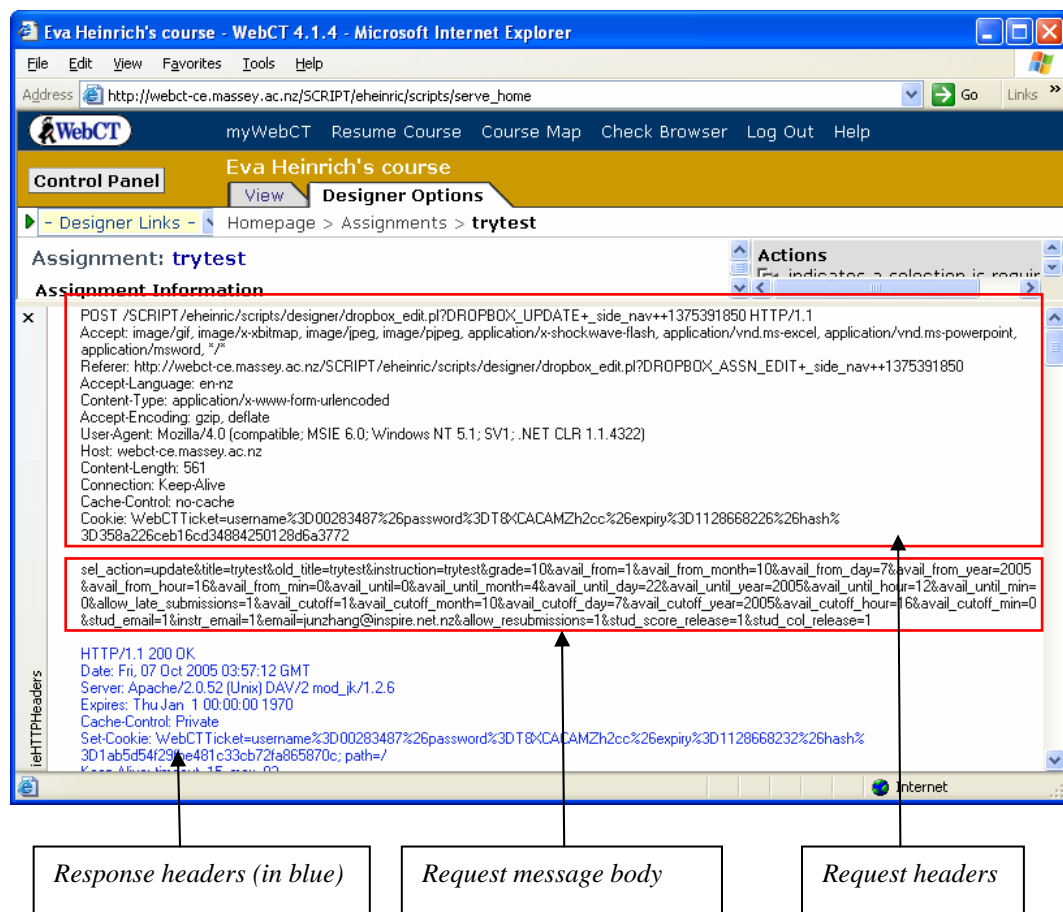 Eva Heinrich's course - WebCT 4.1.4 - Microsoft Internet Explorer
File Edit View Favorites Tools Help
Address http://webct-ce.massey.ac.nz/SCRIPT/eheinric/scripts/serve_home Go Links »
WebCT myWebCT Resume Course Course Map Check Browser Log Out Help
Control Panel
Eva Heinrich's course
View Designer Options
- Designer Links - Homepage > Assignments > trytest
Assignment: trytest
Actions
indicates a selection is requir
Assignment Information
POST /SCRIPT/eheinric/scripts/designer/dropbox_edit.pl?DROPBOX_UPDATE+_side_nav++1375391850 HTTP/1.1
Accept: image/gif, image/x-xbitmap, image/jpeg, image/pjpeg, application/x-shockwave-flash, application/vnd.ms-excel, application/vnd.ms-powerpoint,
application/msword, */*
Referer: http://webct-ce.massey.ac.nz/SCRIPT/eheinric/scripts/designer/dropbox_edit.pl?DROPBOX_ASSN_EDIT+_side_nav++1375391850
Accept-Language: en-nz
Content-Type: application/x-www-form-urlencoded
Accept-Encoding: gzip, deflate
User-Agent: Mozilla/4.0 (compatible; MSIE 6.0; Windows NT 5.1; SV1; .NET CLR 1.1.4322)
Host: webct-ce.massey.ac.nz
Content-Length: 561
Connection: Keep-Alive
Cache-Control: no-cache
Cookie: WebCTTicket=username%3D00283487%26password%3DT8XCACAMZh2cc%26expiry%3D1128668226%26hash%
3D358a226ceb16cd34884250128d6a3772
sel_action=update&title=trytest&old_title=trytest&instruction=trytest&grade=10&avail_from=1&avail_from_month=10&avail_from_day=7&avail_from_year=2005
&avail_from_hour=16&avail_from_min=0&avail_until=0&avail_until_month=4&avail_until_day=22&avail_until_year=2005&avail_until_hour=12&avail_until_min=
0&allow_late_submissions=1&avail_cutoff=1&avail_cutoff_month=10&avail_cutoff_day=7&avail_cutoff_year=2005&avail_cutoff_hour=16&avail_cutoff_min=0
&stud_email=1&instr_email=1&email=junzhang@inspire.net.nz&allow_resubmissions=1&stud_score_release=1&stud_col_release=1
HTTP/1.1 200 OK
Date: Fri, 07 Oct 2005 03:57:12 GMT
Server: Apache/2.0.52 (Unix) DAV/2 mod_jk/1.2.6
Expires: Thu Jan 1 00:00:00 1970
Cache-Control: Private
Set-Cookie: WebCTTicket=username%3D00283487%26password%3DT8XCACAMZh2cc%26expiry%3D1128668232%26hash%
path=/
Keep-Alive: timeout=15, max=92
ieHTTPHeaders
Internet
Response headers (in blue)
Request message body
Request headers